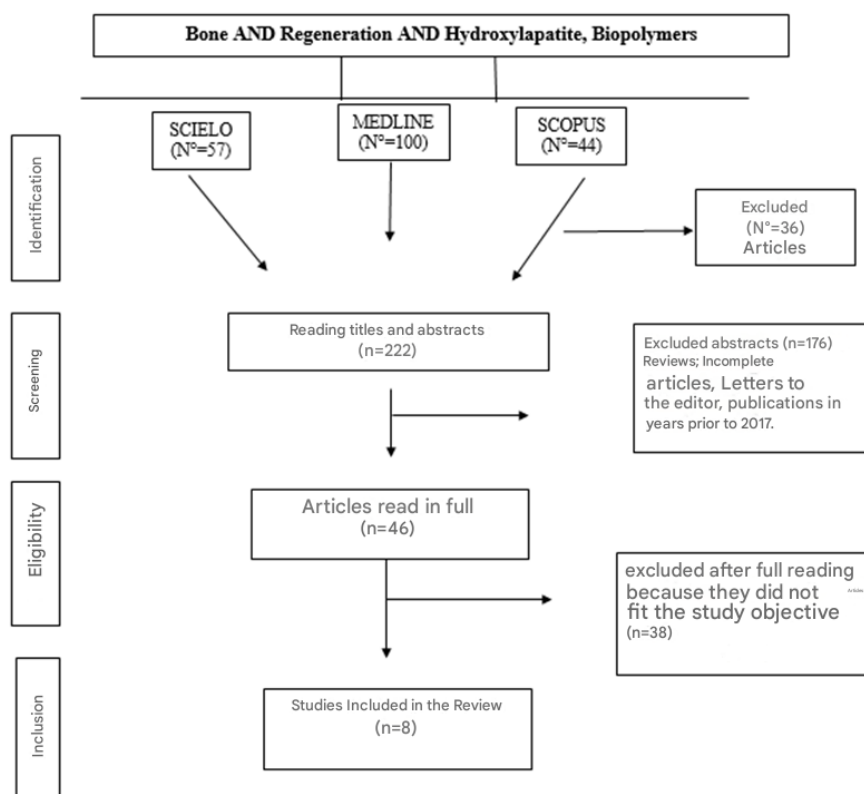 Bone AND Regeneration AND Hydroxylapatite, Biopolymers
SCIELO
(N°=57)
MEDLINE
(N°=100)
SCOPUS
(N°=44)
Identification
Excluded
(N°=36)
Articles
Screening
Reading titles and abstracts
(n=222)
Excluded abstracts (n=176)
Reviews; Incomplete
articles, Letters to
the editor, publications in
years prior to 2017.
Eligibility
Articles read in full
(n=46)
excluded after full reading
because they did not
Articles
fit the study objective
(n=38)
Inclusion
Studies Included in the Review
(n=8)